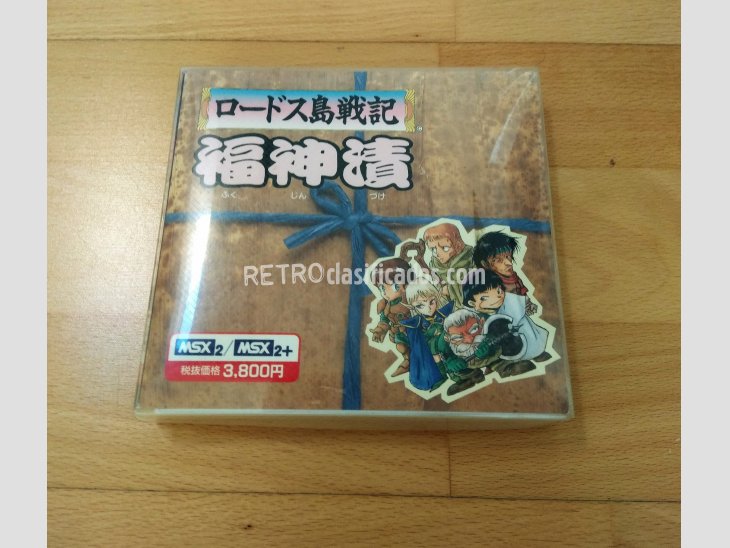 ロードス島戦記
福神漬
ふく じん づけ
RETROclasificados.com
MSX2/MSX2+
税抜価格 3,800円